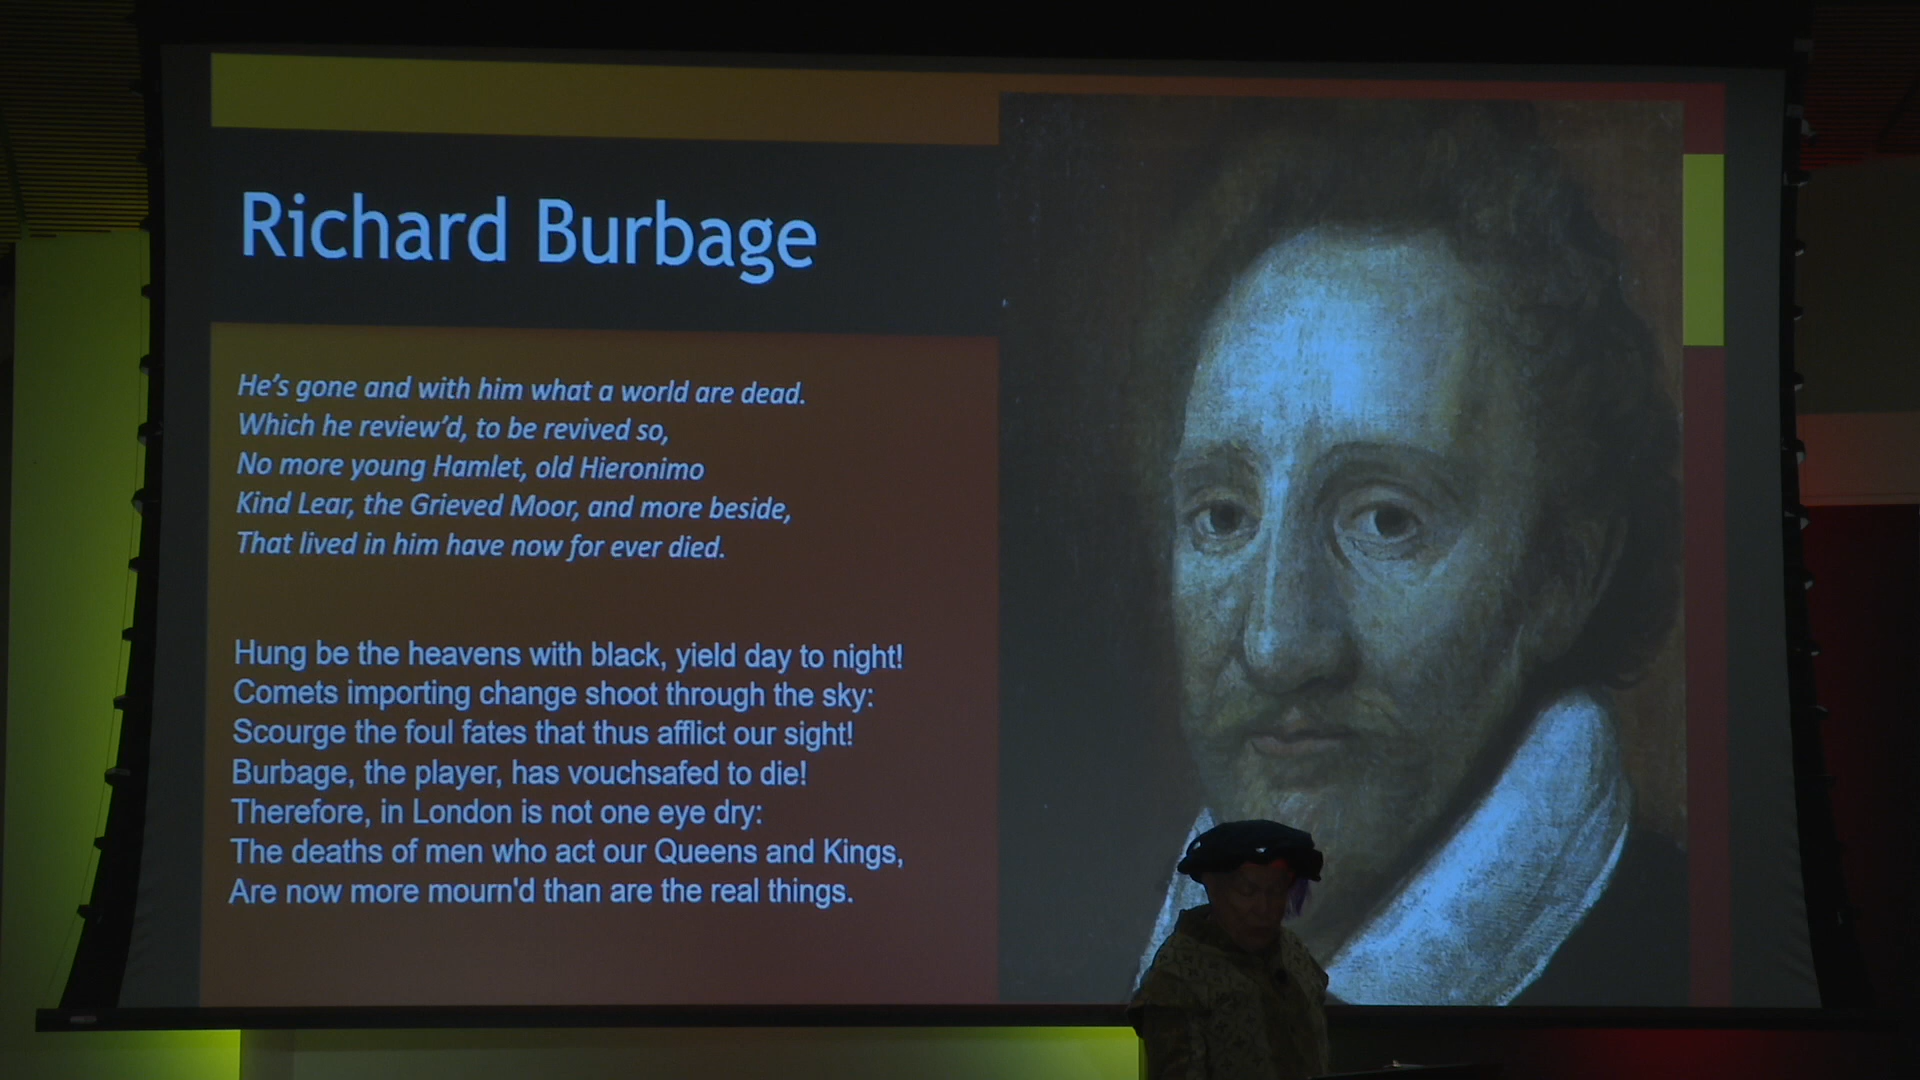 Richard Burbage
He's gone and with him what a world are dead.
Which he review'd, to be revived so,
No more young Hamlet, old Hieronimo
Kind Lear, the Grieved Moor, and more beside,
That lived in him have now for ever died.
Hung be the heavens with black, yield day to night!
Comets importing change shoot through the sky:
Scourge the foul fates that thus afflict our sight!
Burbage, the player, has vouchsafed to die!
Therefore, in London is not one eye dry:
The deaths of men who act our Queens and Kings,
Are now more mourn'd than are the real things.